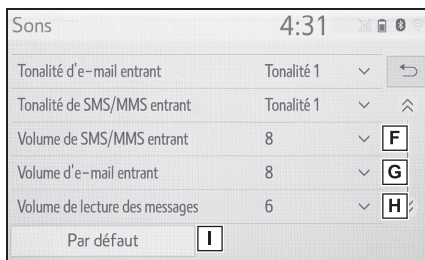 Sons 4:31
Tonalité d'e-mail entrant Tonalité 1
Tonalité de SMS/MMS entrant Tonalité 1
Volume de SMS/MMS entrant 8 F
Volume d'e-mail entrant 8 G
Volume de lecture des messages 6 H
Par défaut I